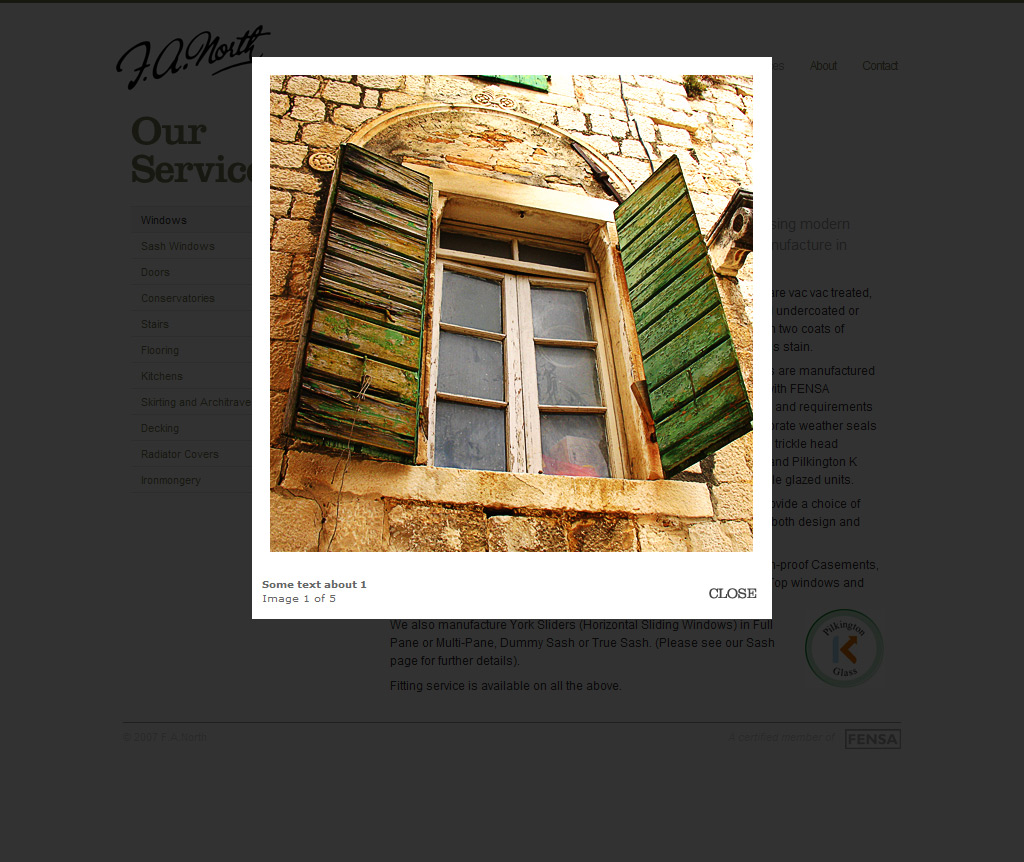 F.A. North
About
Contact
Our
Service
sing modern
nufacture in
Windows
Sash Windows
Doors
Conservatories
Stairs
Flooring
Kitchens
Skirting and Architrave
Decking
Radiator Covers
Ironmongery
are vac vac treated,
undercoated or
two coats of
stain.
are manufactured
with FENSA
and requirements
orate weather seals
trickle head
and Pilkington K
le glazed units.
ovide a choice of
both design and
n-proof Casements,
Top windows and
Some text about 1
Image 1 of 5
CLOSE
We also manufacture York Sliders (Horizontal Sliding Windows) in Full
Pane or Multi-Pane, Dummy Sash or True Sash. (Please see our Sash
page for further details).
Pilkington
K
Glass
Fitting service is available on all the above.
© 2007 F.A.North
A certified member of
FENSA